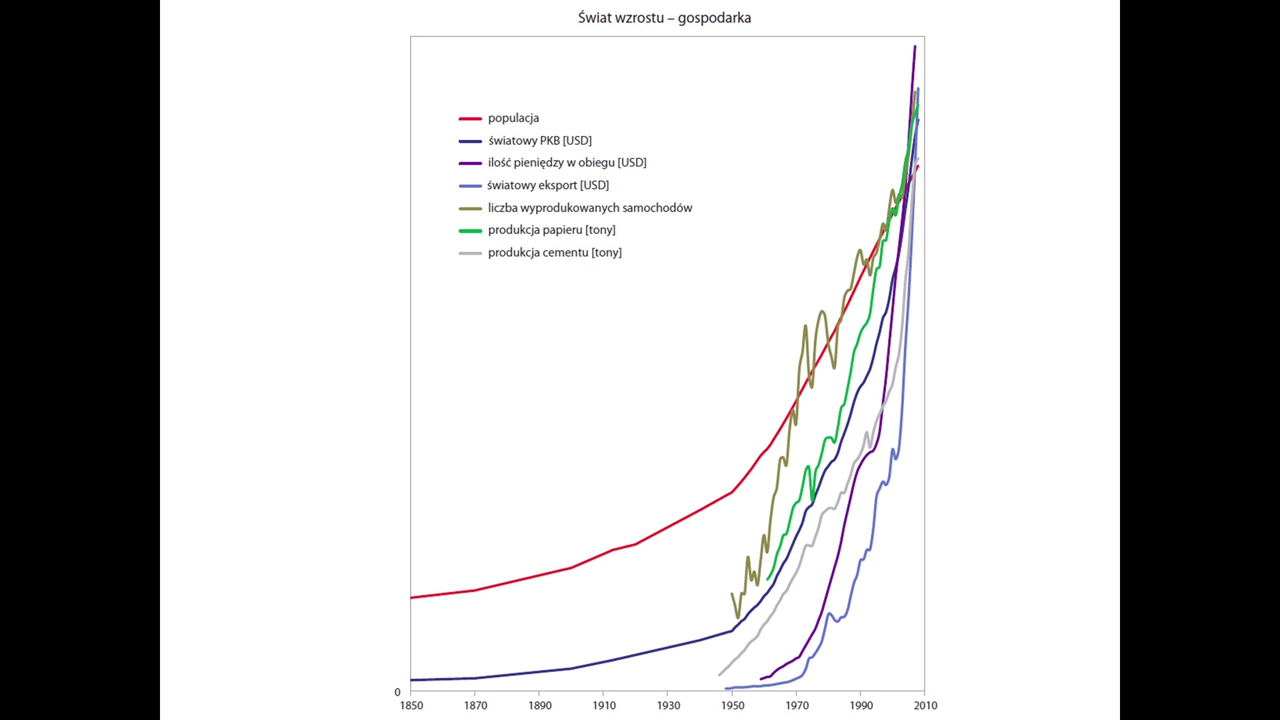 Świat wzrostu – gospodarka
populacja
światowy PKB [USD]
ilość pieniędzy w obiegu [USD]
światowy eksport [USD]
liczba wyprodukowanych samochodów
produkcja papieru [tony]
produkcja cementu [tony]
0
1850 1870 1890 1910 1930 1950 1970 1990 2010